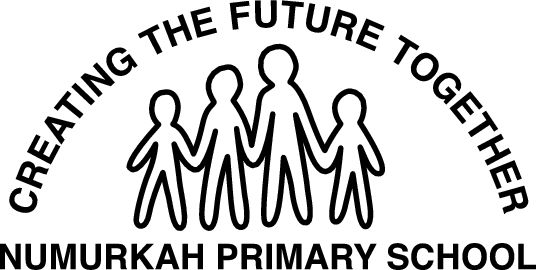 CREATING THE FUTURE TOGETHER
NUMURKAH PRIMARY SCHOOL